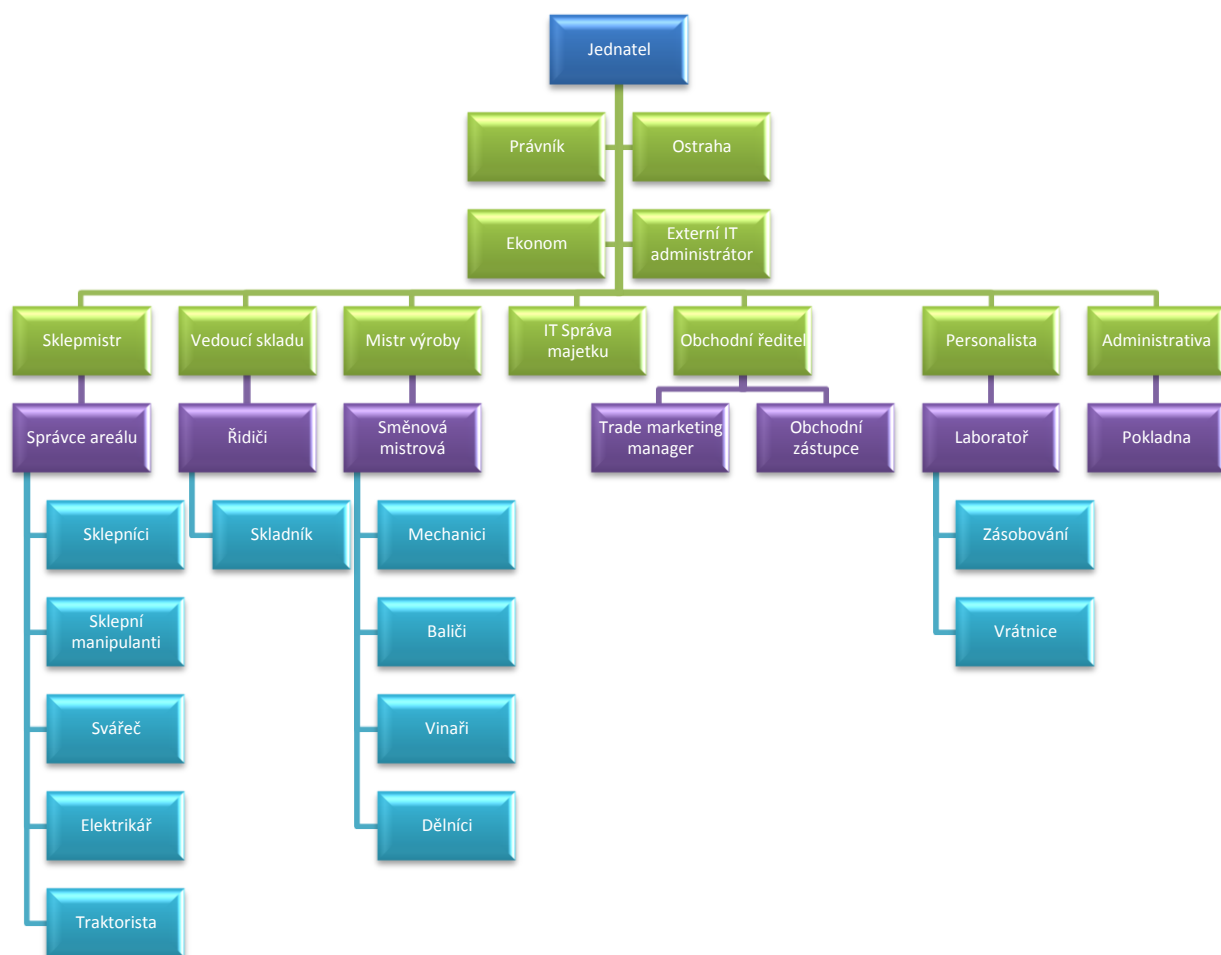 Jednatel
Právník
Ostraha
Ekonom
Externí IT
administrátor
Sklepmistr
Vedoucí skladu
Mistr výroby
IT Správa
majetku
Obchodní ředitel
Personalista
Administrativa
Správce areálu
Řidiči
Směnová
mistrová
Trade marketing
manager
Obchodní
zástupce
Laboratoř
Pokladna
Sklepníci
Skladník
Mechanici
Zásobování
Sklepní
manipulanti
Baliči
Vrátnice
Svářeč
Vinaři
Elektrikář
Dělníci
Traktorista